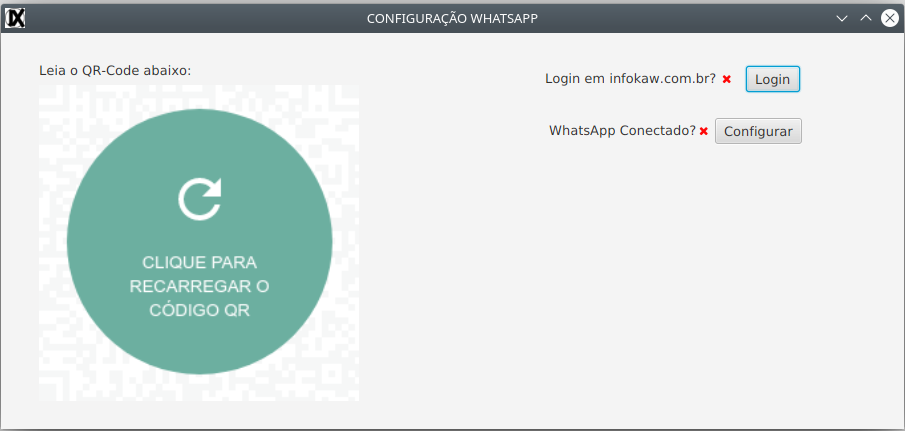 CONFIGURAÇÃO WHATSAPP
Leia o QR-Code abaixo:
Login em infokaw.com.br? ✖ Login
WhatsApp Conectado? ✖ Configurar
CLIQUE PARA
RECARREGAR O
CÓDIGO QR